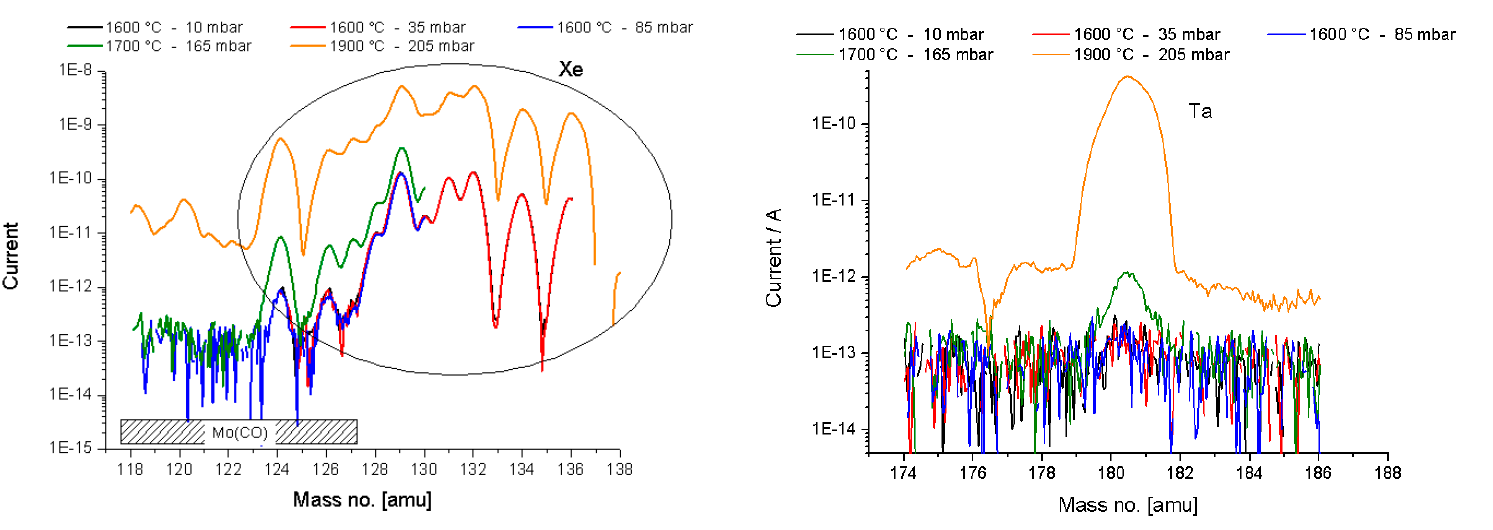 1600 °C - 10 mbar 1600 °C - 35 mbar 1600 °C - 85 mbar
1700 °C - 165 mbar 1900 °C - 205 mbar
Xe
1E-8
1E-9
1E-10
1E-11
1E-12
1E-13
1E-14
1E-15
Current
Mo(CO)
118 120 122 124 126 128 130 132 134 136 138
Mass no. [amu]
1600 °C - 10 mbar 1600 °C - 35 mbar 1600 °C - 85 mbar
1700 °C - 165 mbar 1900 °C - 205 mbar
Ta
1E-10
1E-11
1E-12
1E-13
1E-14
Current / A
174 176 178 180 182 184 186 188
Mass no. [amu]